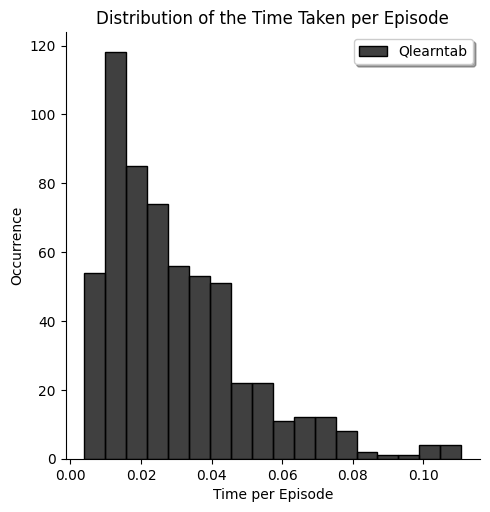 Distribution of the Time Taken per Episode
Qlearntab
Occurrence
120
100
80
60
40
20
0
0.00 0.02 0.04 0.06 0.08 0.10
Time per Episode